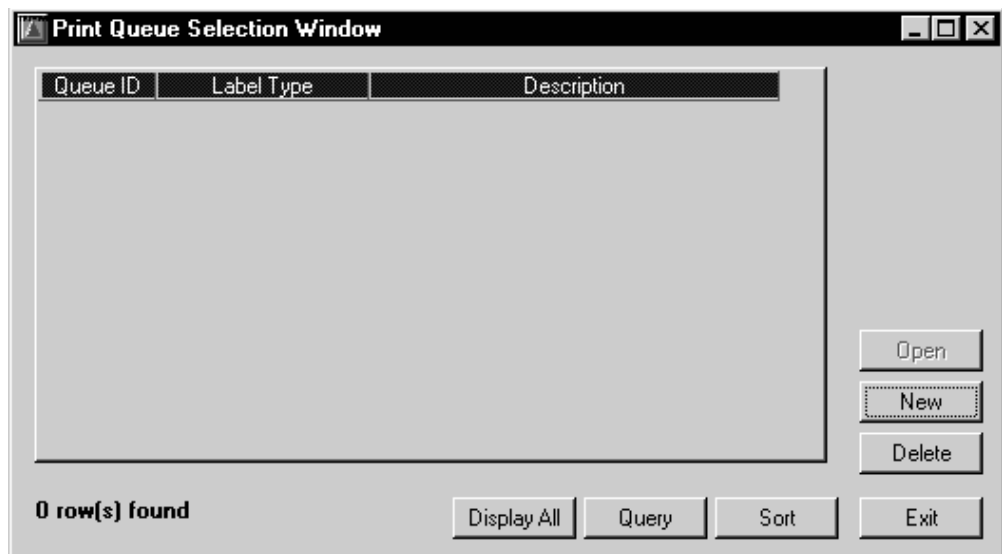 Print Queue Selection Window
Queue ID Label Type Description
Open
New
Delete
0 row(s) found Display All Query Sort Exit